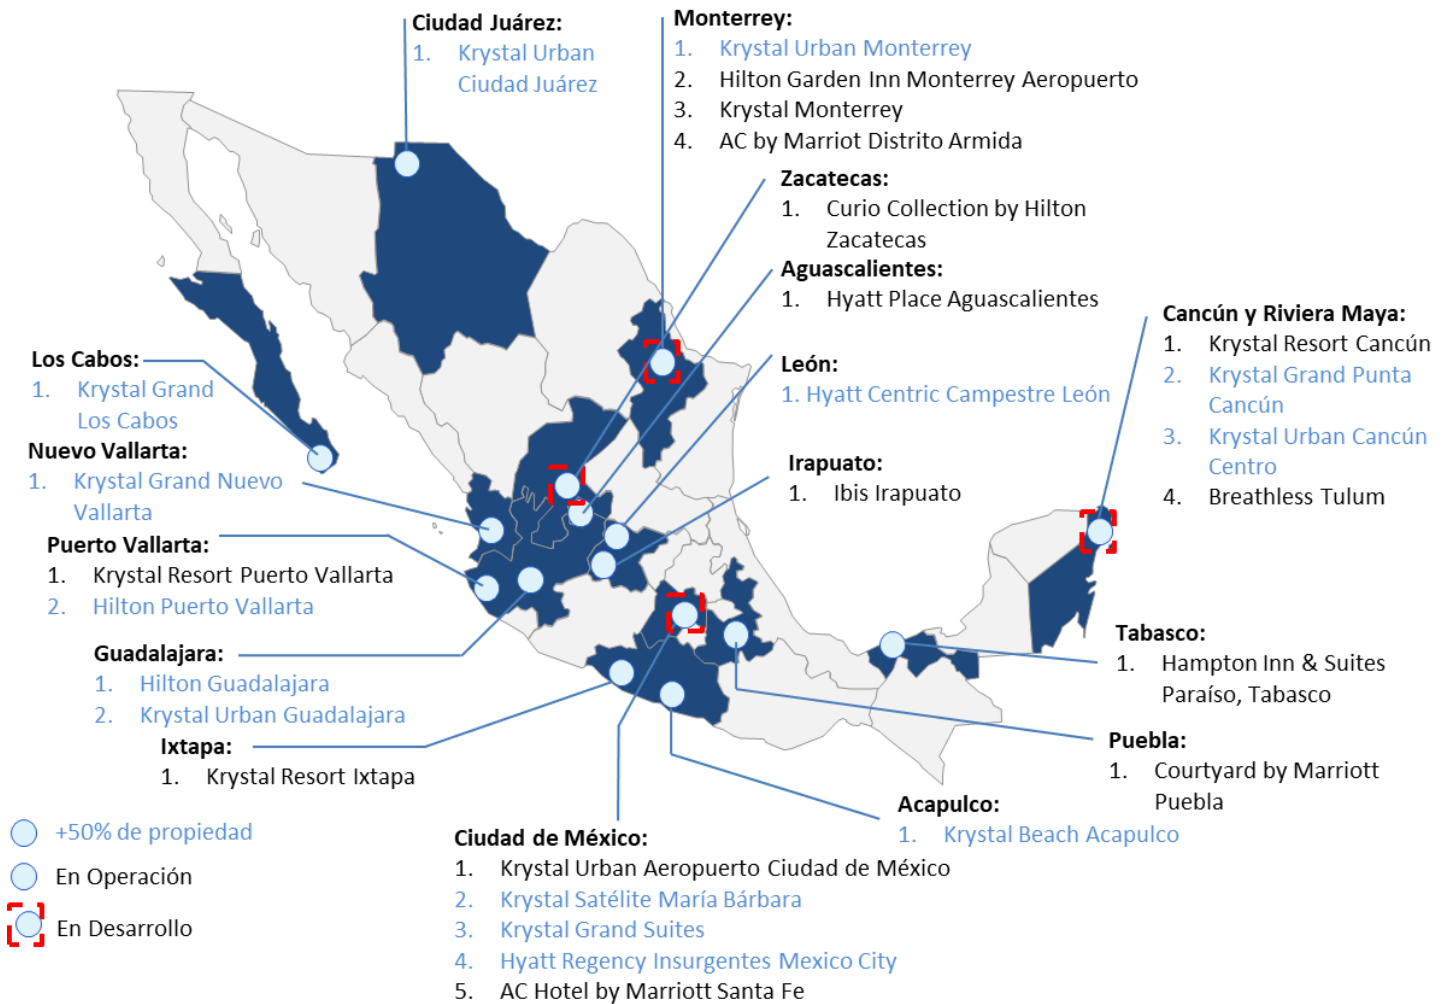 Ciudad Juárez:
1. Krystal Urban
Ciudad Juárez
Monterrey:
1. Krystal Urban Monterrey
2. Hilton Garden Inn Monterrey Aeropuerto
3. Krystal Monterrey
4. AC by Marriot Distrito Armida
Zacatecas:
1. Curio Collection by Hilton
Zacatecas
Aguascalientes:
1. Hyatt Place Aguascalientes
León:
1. Hyatt Centric Campestre León
Irapuato:
1. Ibis Irapuato
Cancún y Riviera Maya:
1. Krystal Resort Cancún
2. Krystal Grand Punta
Cancún
3. Krystal Urban Cancún
Centro
4. Breathless Tulum
Los Cabos:
1. Krystal Grand
Los Cabos
Nuevo Vallarta:
1. Krystal Grand Nuevo
Vallarta
Puerto Vallarta:
1. Krystal Resort Puerto Vallarta
2. Hilton Puerto Vallarta
Guadalajara:
1. Hilton Guadalajara
2. Krystal Urban Guadalajara
Ixtapa:
1. Krystal Resort Ixtapa
Tabasco:
1. Hampton Inn & Suites
Paraíso, Tabasco
Puebla:
1. Courtyard by Marriott
Puebla
Acapulco:
1. Krystal Beach Acapulco
Ciudad de México:
1. Krystal Urban Aeropuerto Ciudad de México
2. Krystal Satélite María Bárbara
3. Krystal Grand Suites
4. Hyatt Regency Insurgentes Mexico City
5. AC Hotel by Marriott Santa Fe
+50% de propiedad
En Operación
En Desarrollo